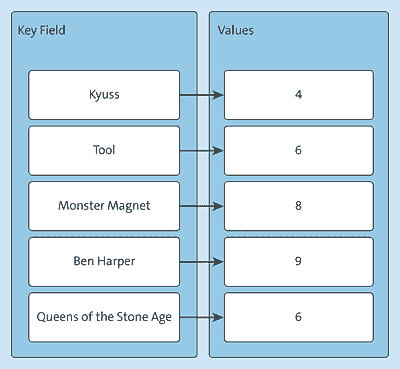 Key Field
Values
Kyuss
4
Tool
6
Monster Magnet
8
Ben Harper
9
Queens of the Stone Age
6